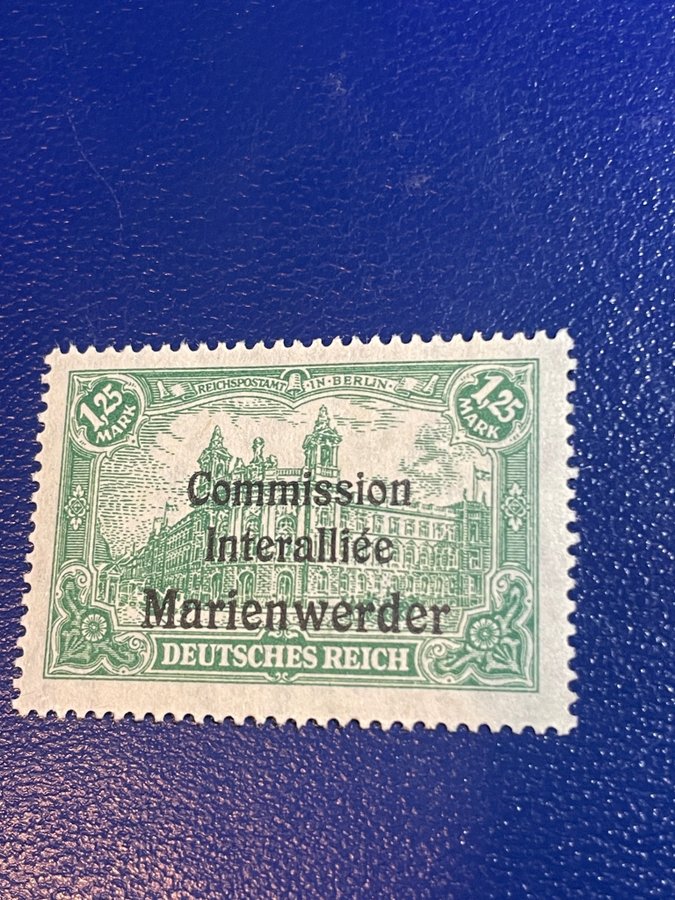 REICHSPOSTAMT IN BERLIN
1,25 MARK
1,25 MARK
Commission
Interalliée
Marienwerder
DEUTSCHES REICH